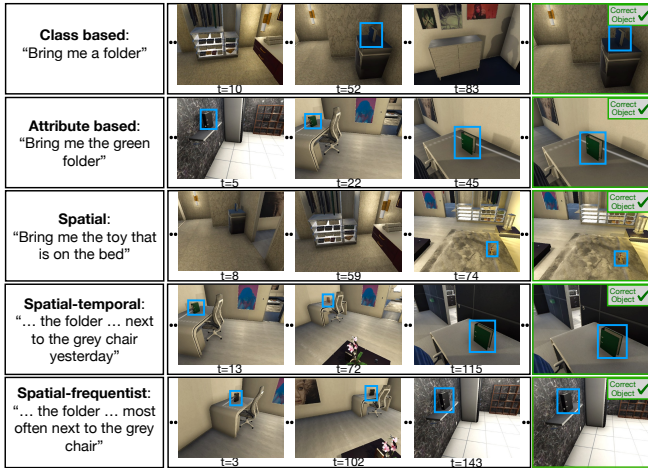 Class based:
“Bring me a folder”
t=10
t=52
t=83
Correct
Object ✓
Attribute based:
“Bring me the green
folder”
t=5
t=22
t=45
Correct
Object ✓
Spatial:
“Bring me the toy that
is on the bed”
t=8
t=59
t=74
Correct
Object ✓
Spatial-temporal:
“... the folder ... next
to the grey chair
yesterday”
t=13
t=72
t=115
Correct
Object ✓
Spatial-frequentist:
“... the folder ... most
often next to the grey
chair”
t=3
t=102
t=143
Correct
Object ✓